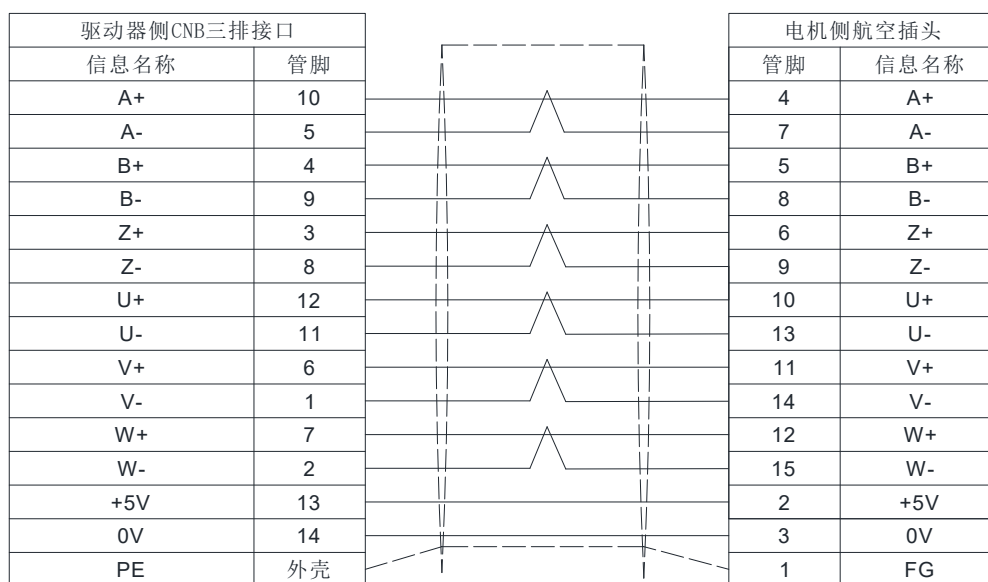 驱动器侧CNB三排接口 电机侧航空插头
信息名称 管脚 管脚 信息名称
A+ 10 4 A+
A- 5 7 A-
B+ 4 5 B+
B- 9 8 B-
Z+ 3 6 Z+
Z- 8 9 Z-
U+ 12 10 U+
U- 11 13 U-
V+ 6 11 V+
V- 1 14 V-
W+ 7 12 W+
W- 2 15 W-
+5V 13 2 +5V
0V 14 3 0V
PE 外壳 1 FG